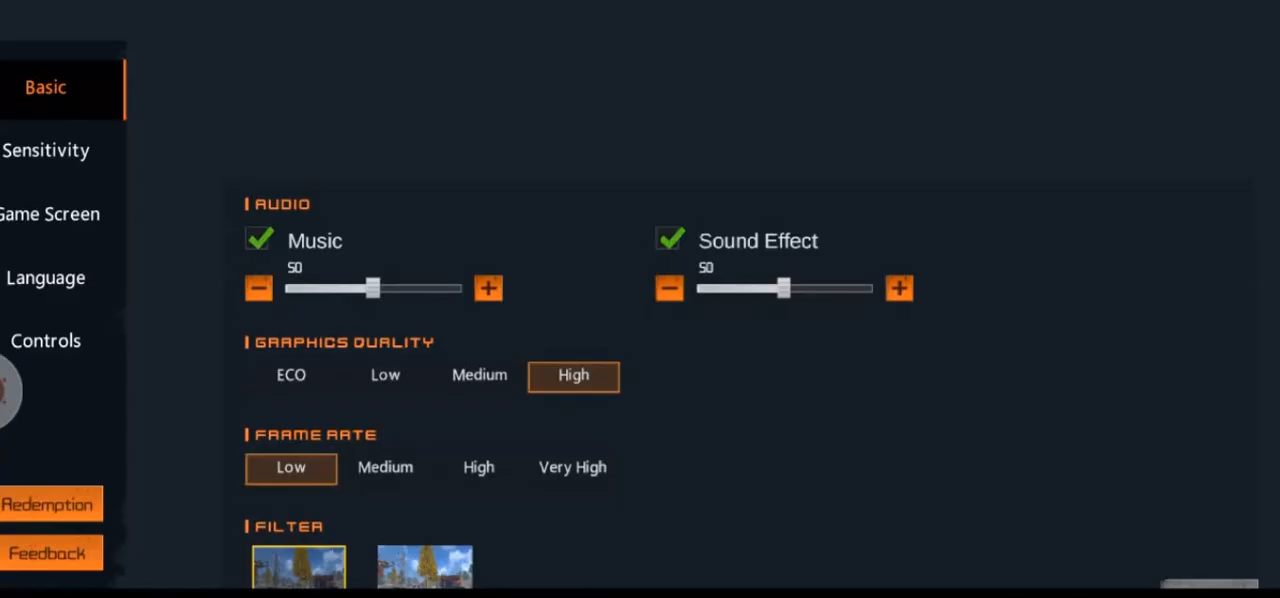 Basic
Sensitivity
Game Screen
Language
Controls
Redemption
Feedback
AUDIO
Music
50
Sound Effect
50
GRAPHICS QUALITY
ECO Low Medium High
FRAME RATE
Low Medium High Very High
FILTER